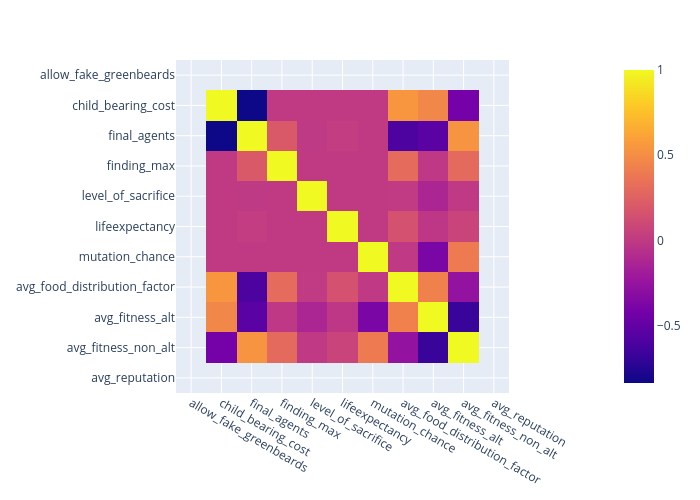 allow_fake_greenbeards
child_bearing_cost
final_agents
finding_max
level_of_sacrifice
lifeexpectancy
mutation_chance
avg_food_distribution_factor
avg_fitness_alt
avg_fitness_non_alt
avg_reputation
allow_fake_greenbeards
child_bearing_cost
final_agents
finding_max
level_of_sacrifice
lifeexpectancy
mutation_chance
avg_food_distribution_factor
avg_fitness_alt
avg_fitness_non_alt
avg_reputation
1
0.5
0
−0.5